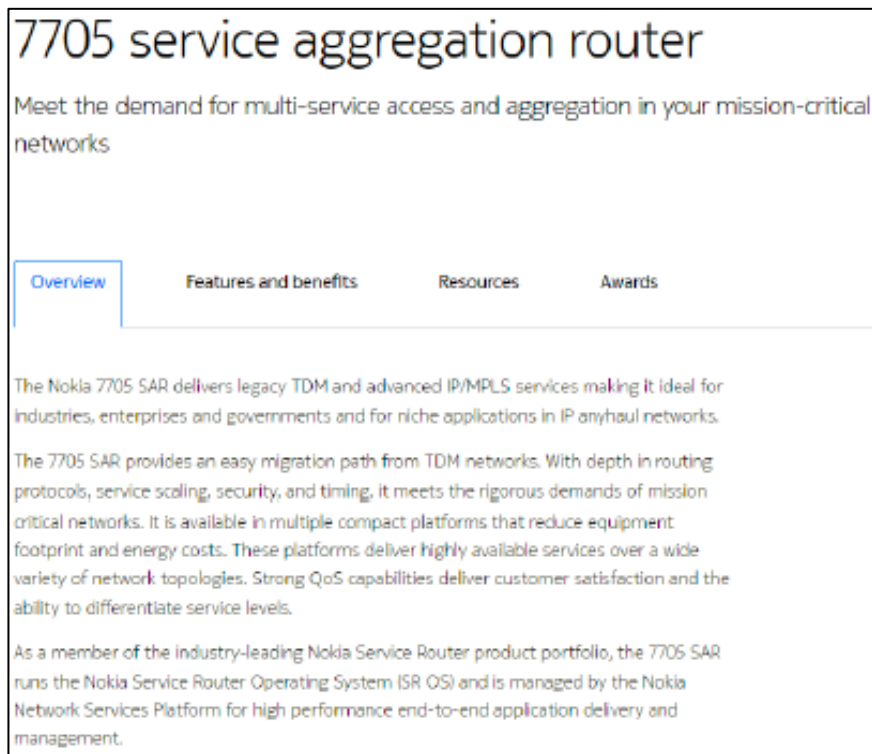 7705 service aggregation router
Meet the demand for multi-service access and aggregation in your mission-critical
networks
Overview Features and benefits Resources Awards
The Nokia 7705 SAR delivers legacy TDM and advanced IP/MPLS services making it ideal for
industries, enterprises and governments and for niche applications in IP anyhaul networks.
The 7705 SAR provides an easy migration path from TDM networks. With depth in routing
protocols, service scaling, security, and timing, it meets the rigorous demands of mission
critical networks. It is available in multiple compact platforms that reduce equipment
footprint and energy costs. These platforms deliver highly available services over a wide
variety of network topologies. Strong QoS capabilities deliver customer satisfaction and the
ability to differentiate service levels.
As a member of the industry-leading Nokia Service Router product portfolio, the 7705 SAR
runs the Nokia Service Router Operating System (SR OS) and is managed by the Nokia
Network Services Platform for high performance end-to-end application delivery and
management.